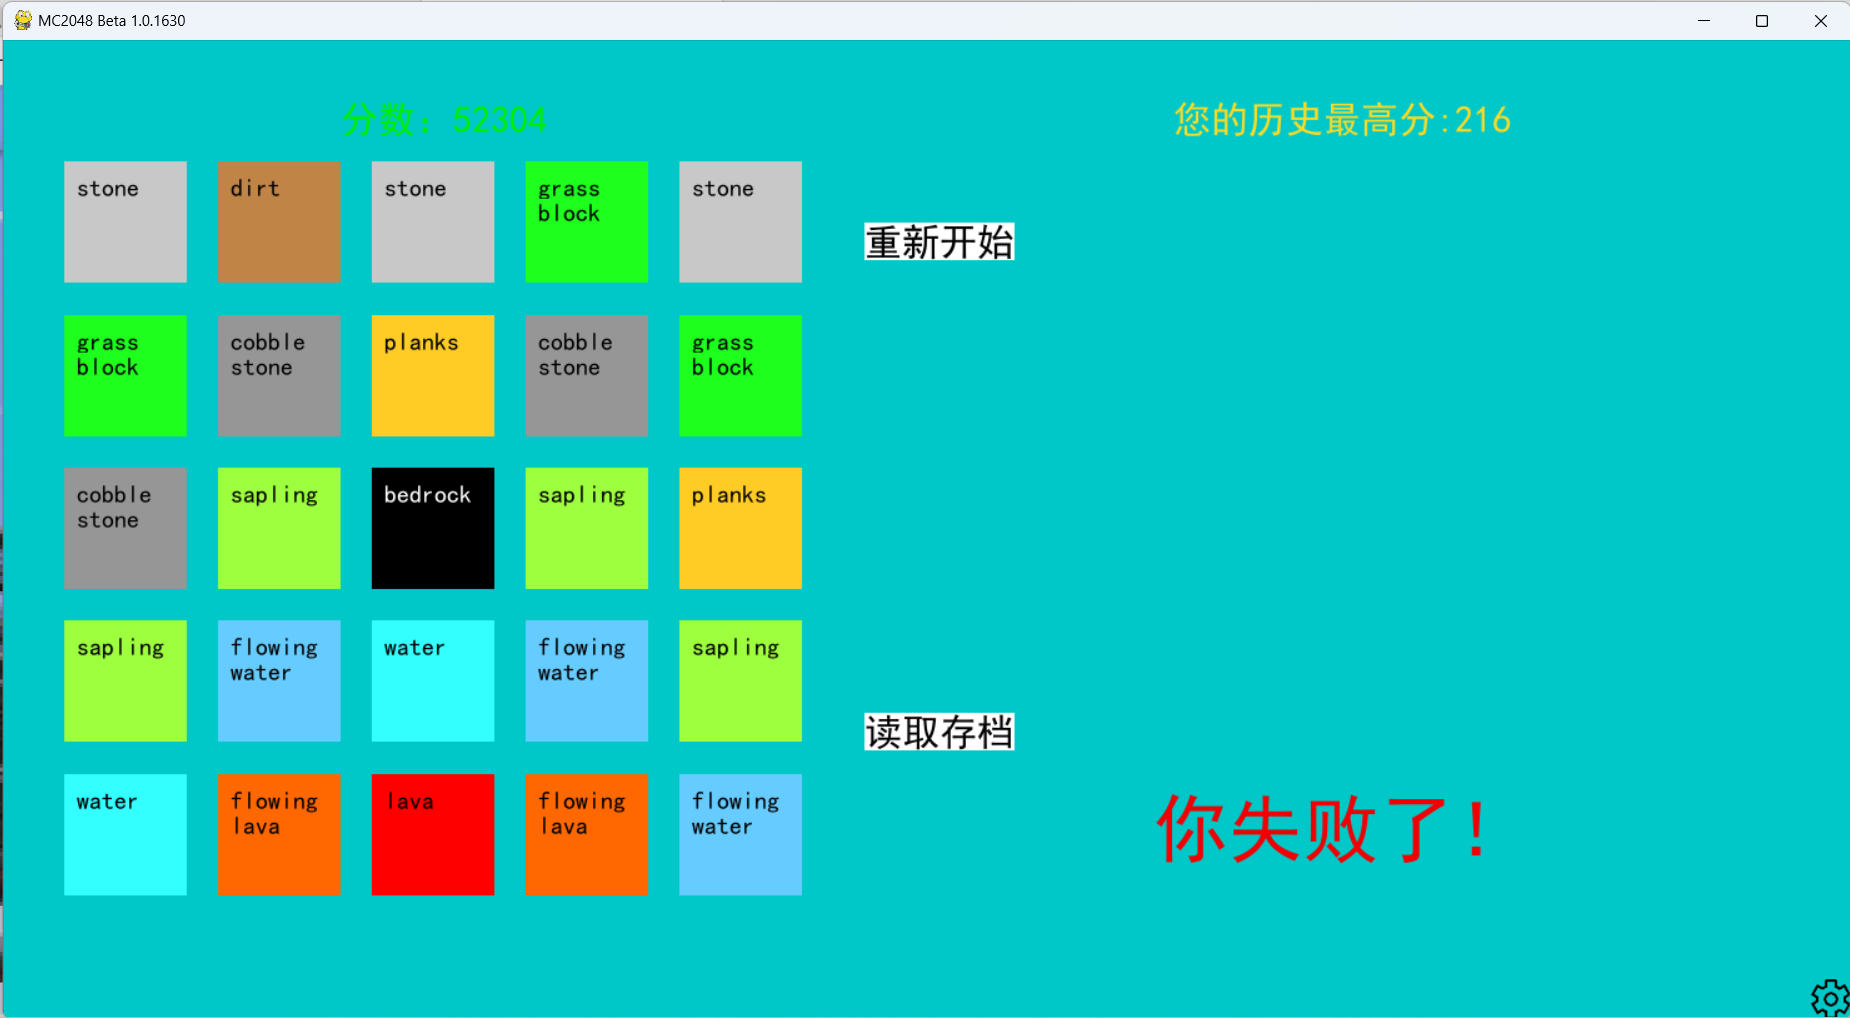 MC2048 Beta 1.0.1630
分数：52304
您的历史最高分:216
stone
dirt
stone
grass
block
stone
重新开始
grass
block
cobble
stone
planks
cobble
stone
grass
block
cobble
stone
sapling
bedrock
sapling
planks
sapling
flowing
water
water
flowing
water
sapling
读取存档
water
flowing
lava
lava
flowing
lava
flowing
water
你失败了！